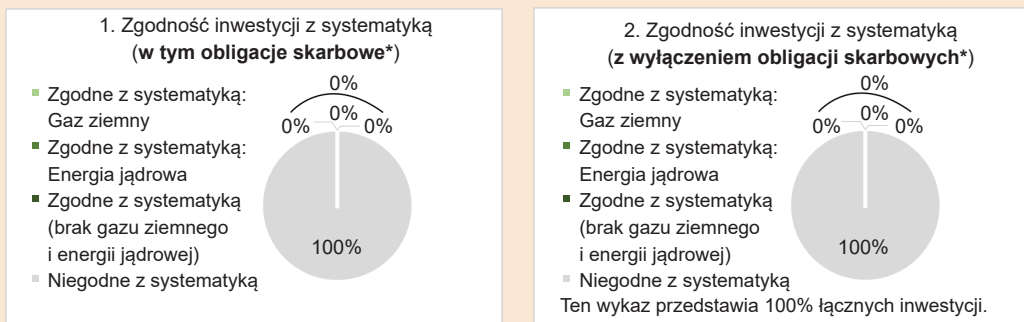 1. Zgodność inwestycji z systematyką
(w tym obligacje skarbowe*)
Zgodne z systematyką:
Gaz ziemny
Zgodne z systematyką:
Energia jądrowa
Zgodne z systematyką
(brak gazu ziemnego
i energii jądrowej)
Niegodne z systematyką
0%
0%
0%
0%
100%
2. Zgodność inwestycji z systematyką
(z wyłączeniem obligacji skarbowych*)
Zgodne z systematyką:
Gaz ziemny
Zgodne z systematyką:
Energia jądrowa
Zgodne z systematyką
(brak gazu ziemnego
i energii jądrowej)
Niegodne z systematyką
0%
0%
0%
0%
100%
Ten wykaz przedstawia 100% łącznych inwestycji.